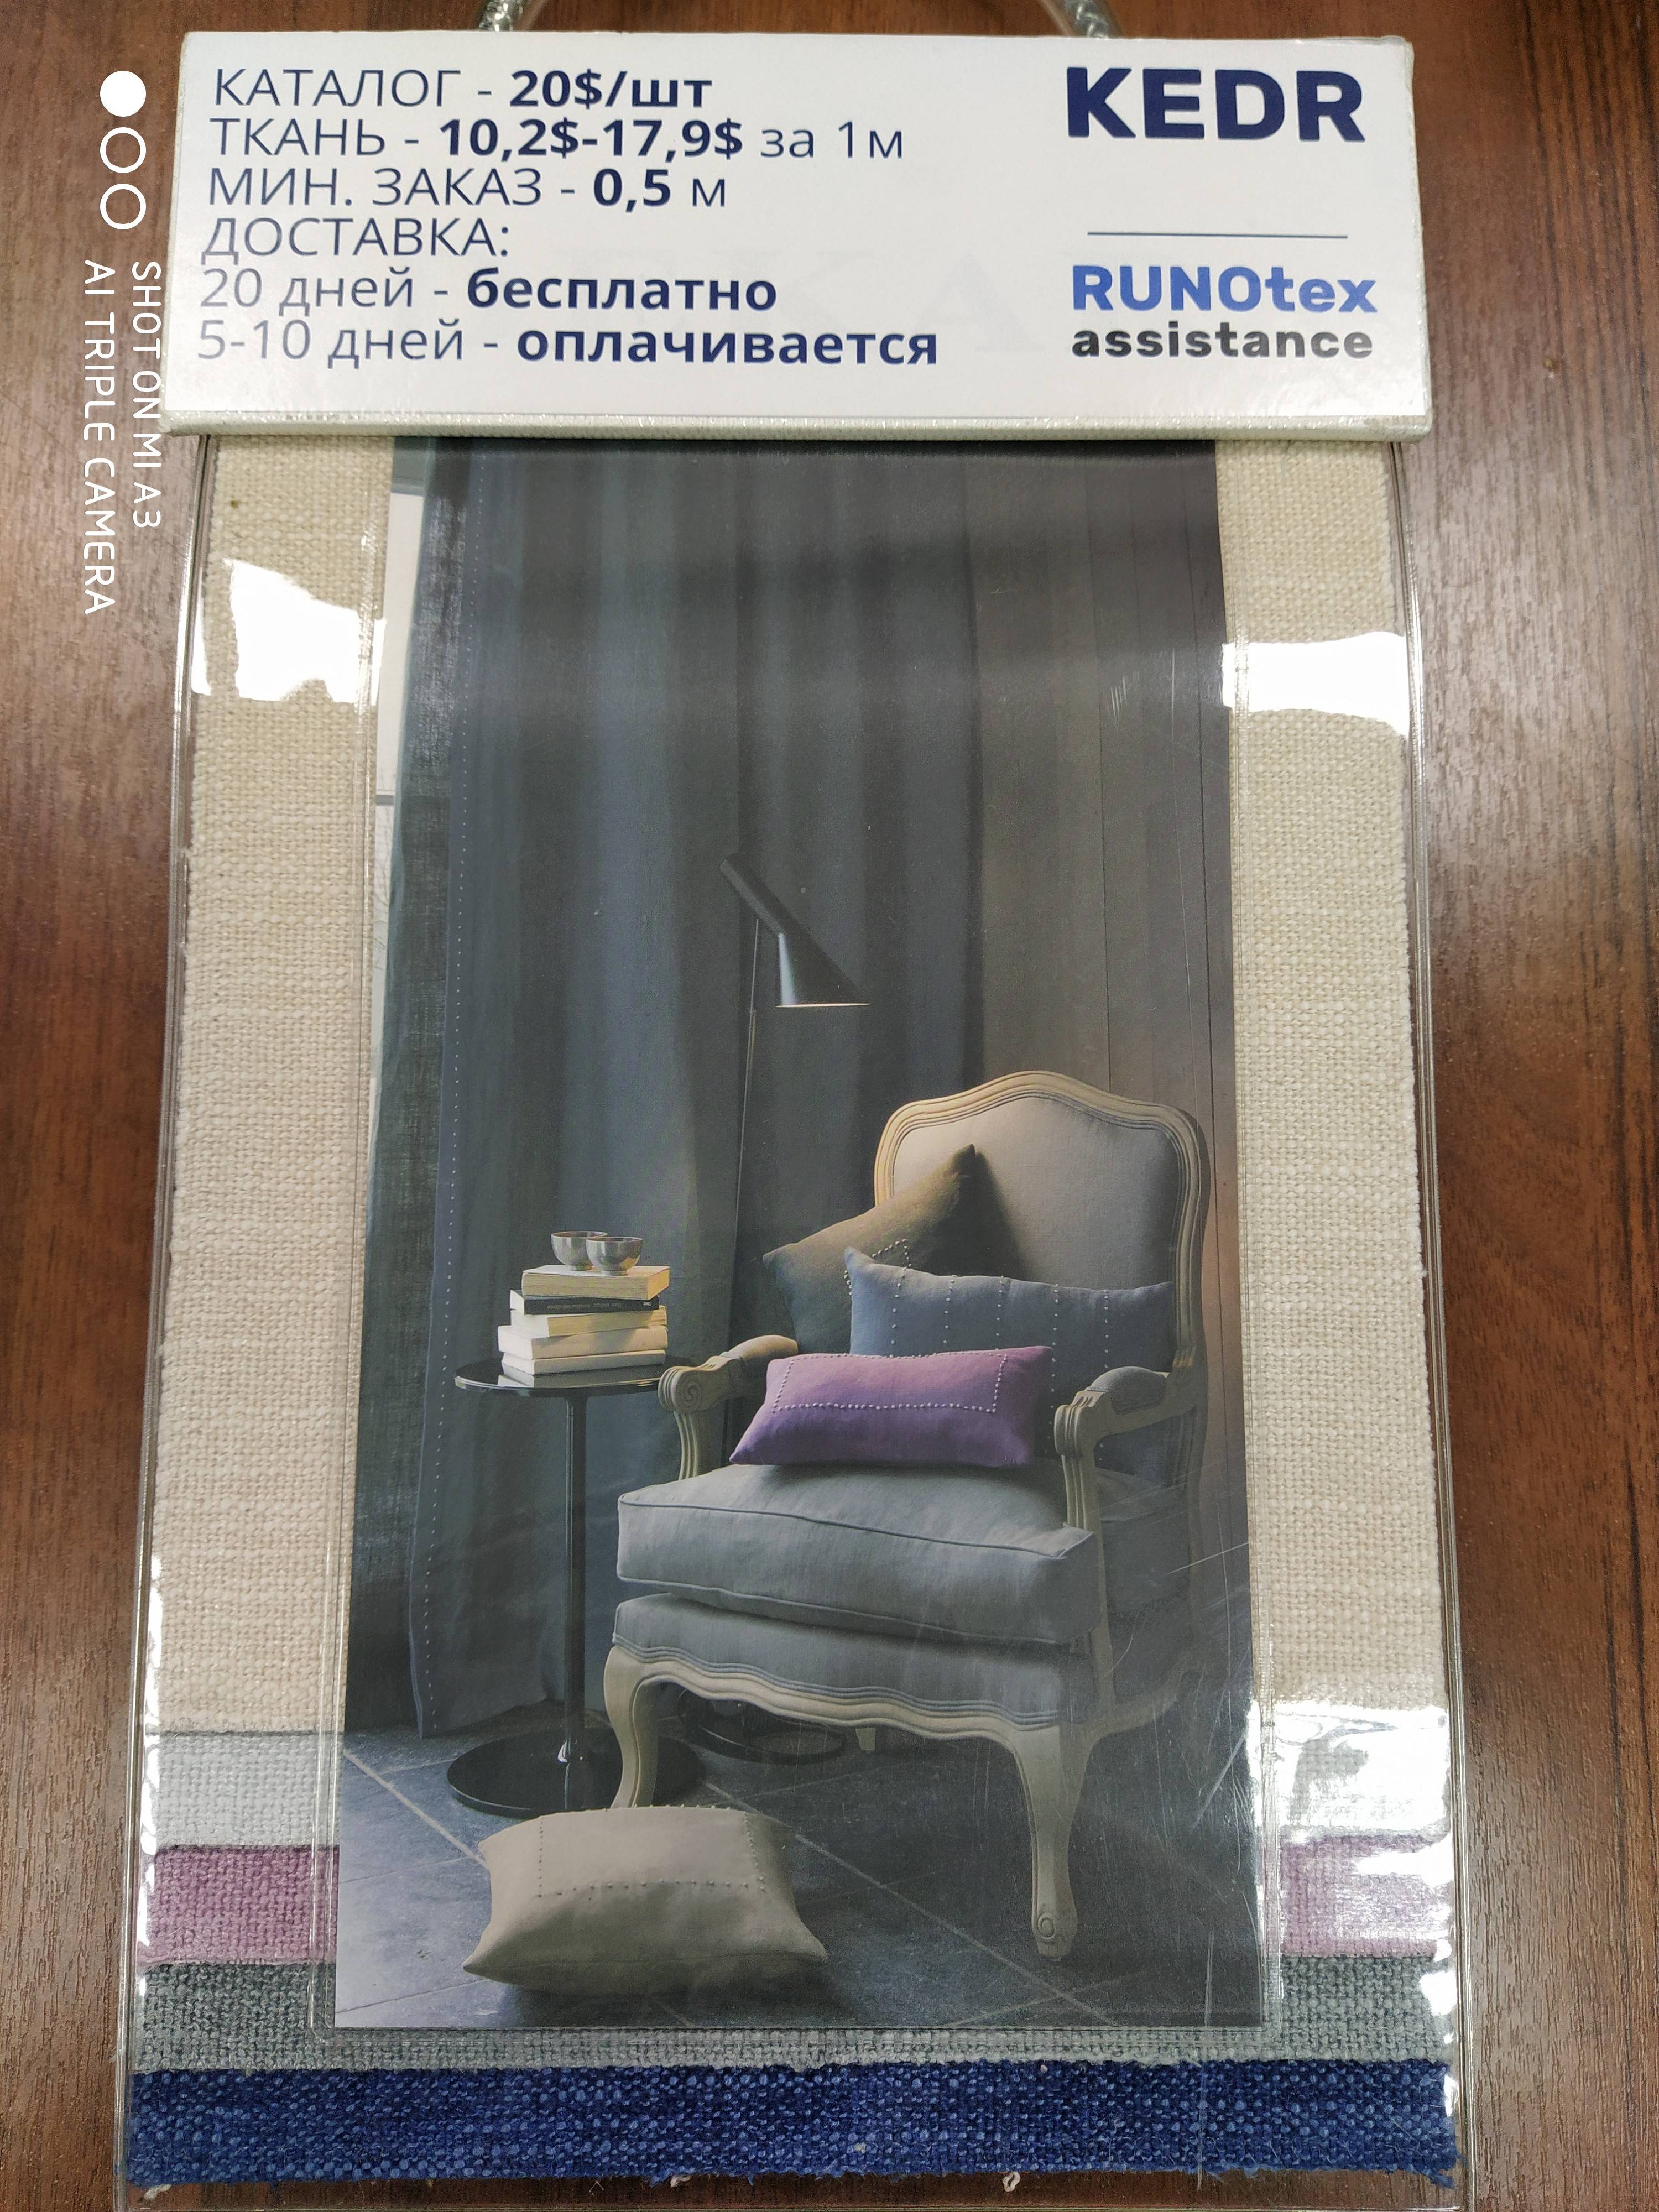 КАТАЛОГ - 20$/шт
ТКАНЬ - 10,2$-17,9$ за 1м
МИН. ЗАКАЗ - 0,5 м
ДОСТАВКА:
20 дней - бесплатно
5-10 дней - оплачивается
KEDR
RUNOtex
assistance
SHOT ON MI A3
AI TRIPLE CAMERA